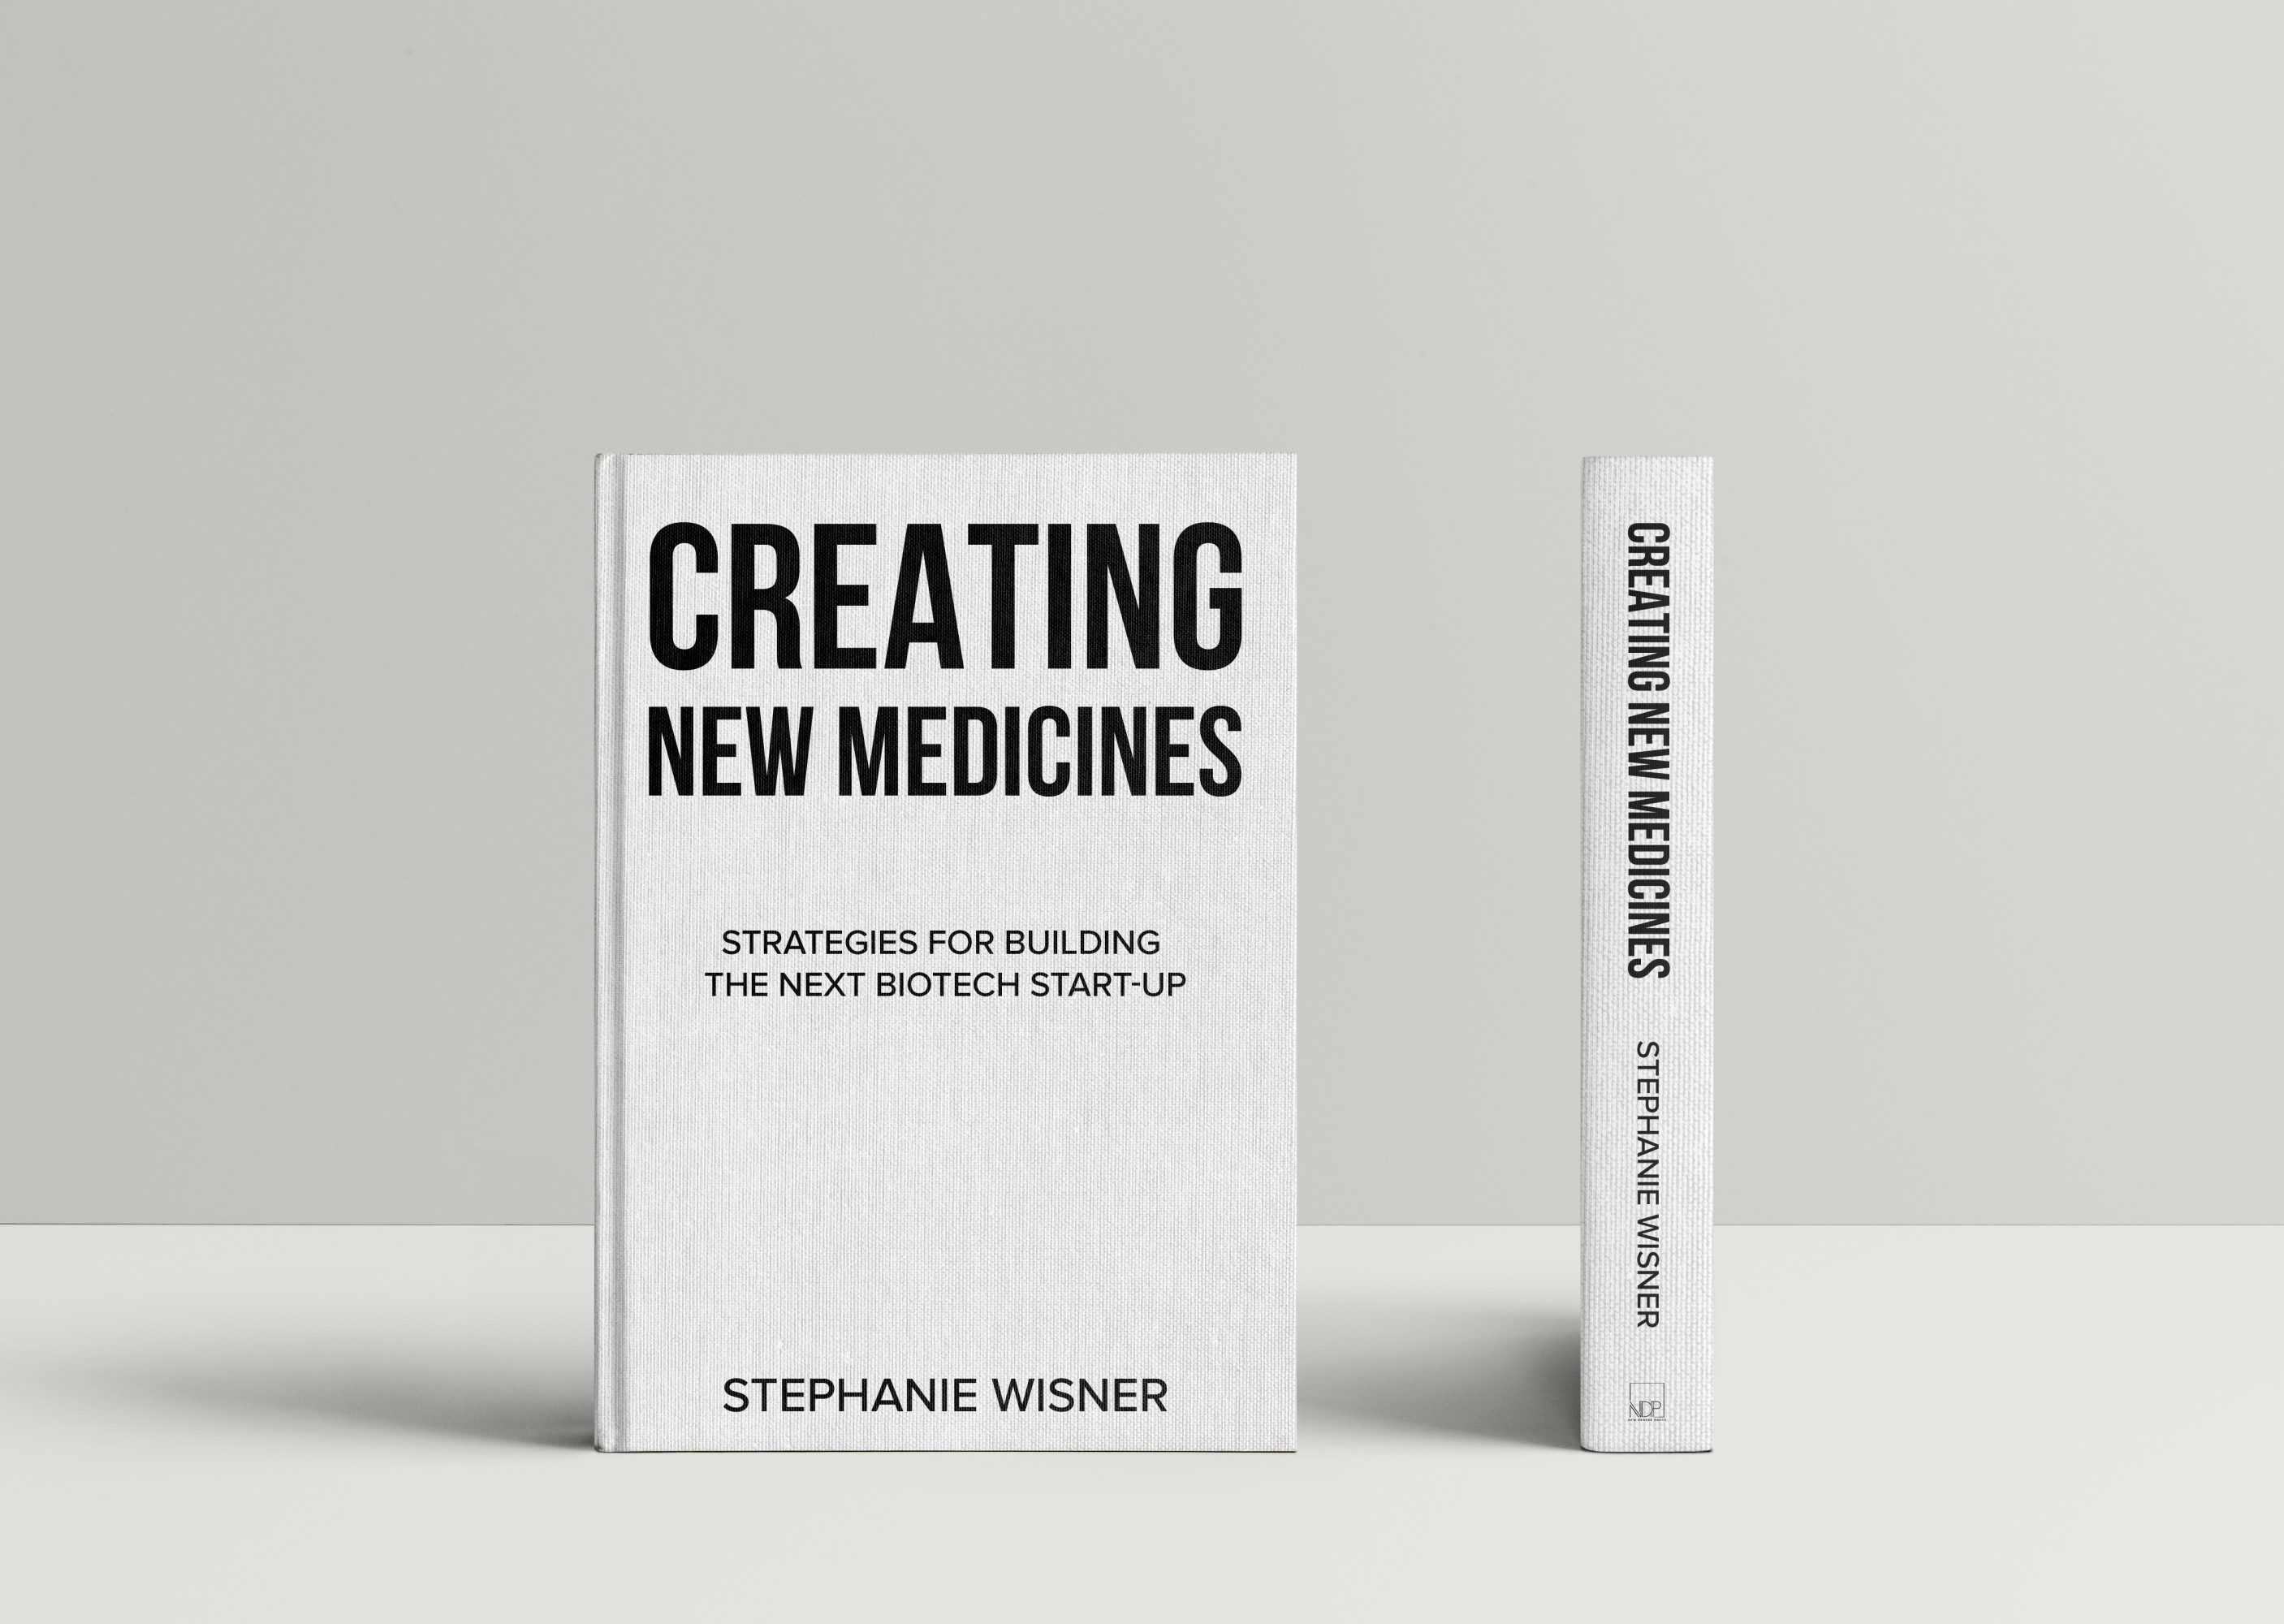 CREATING
NEW MEDICINES
STRATEGIES FOR BUILDING
THE NEXT BIOTECH START-UP
STEPHANIE WISNER
CREATING NEW MEDICINES
STEPHANIE WISNER
NDP